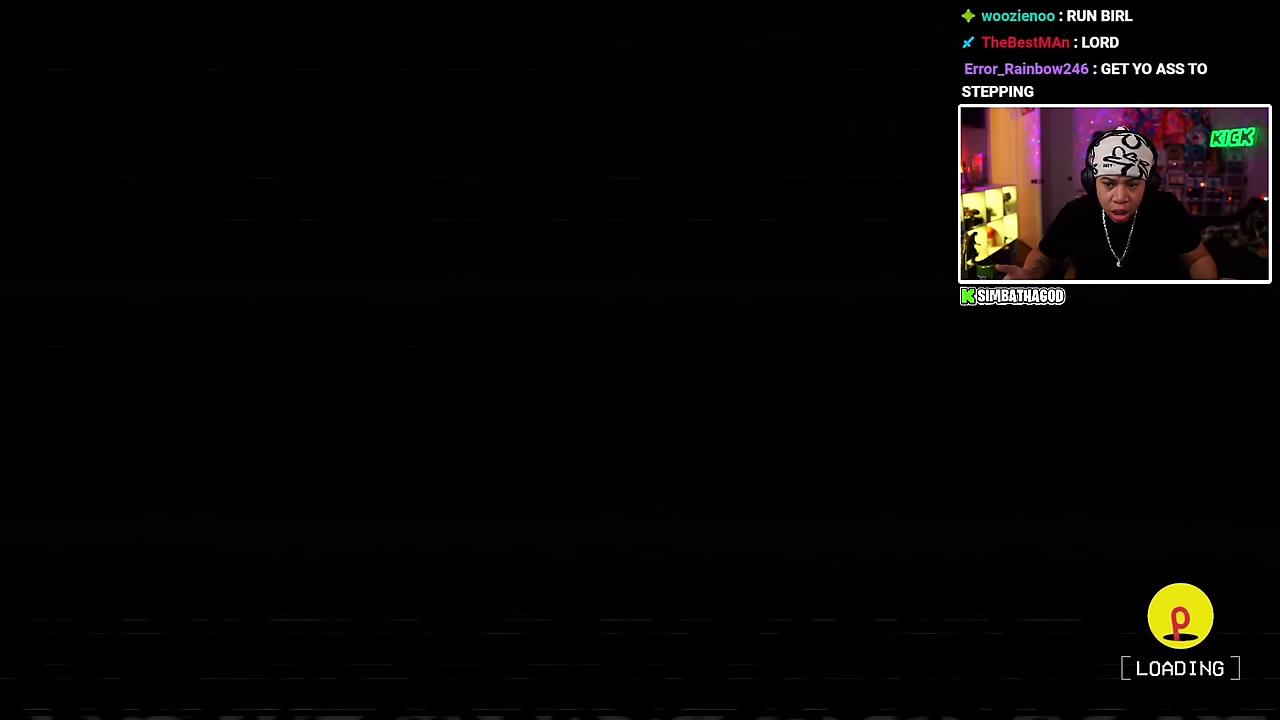 woozienoo : RUN BIRL
TheBestMAn : LORD
Error_Rainbow246 : GET YO ASS TO
STEPPING
KICK
K SIMBATHAGOD
p
[ LOADING ]